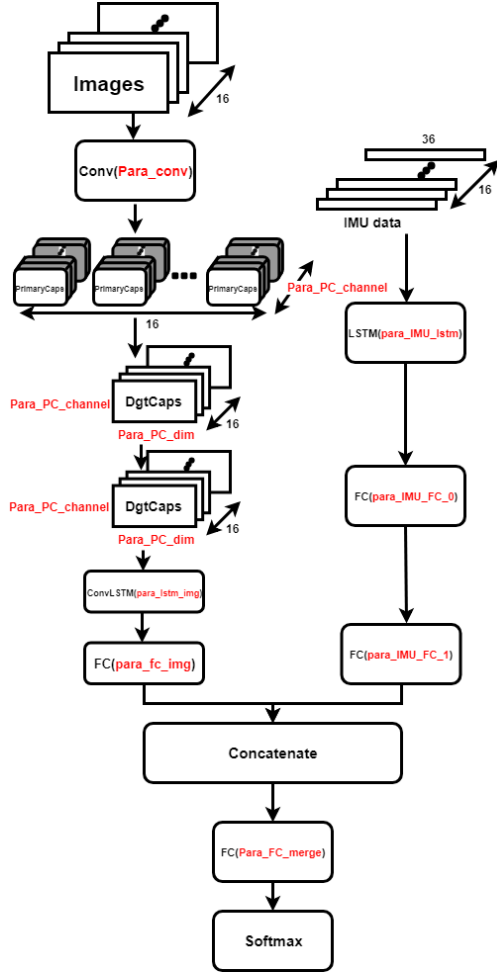 Images
16
Conv(Para_conv)
PrimaryCaps
PrimaryCaps
PrimaryCaps
16
Para_PC_channel
Para_PC_channel
DgtCaps
16
Para_PC_dim
Para_PC_channel
DgtCaps
16
Para_PC_dim
ConvLSTM(para_lstm_img)
FC(para_fc_img)
36
16
IMU data
LSTM(para_IMU_lstm)
FC(para_IMU_FC_0)
FC(para_IMU_FC_1)
Concatenate
FC(Para_FC_merge)
Softmax